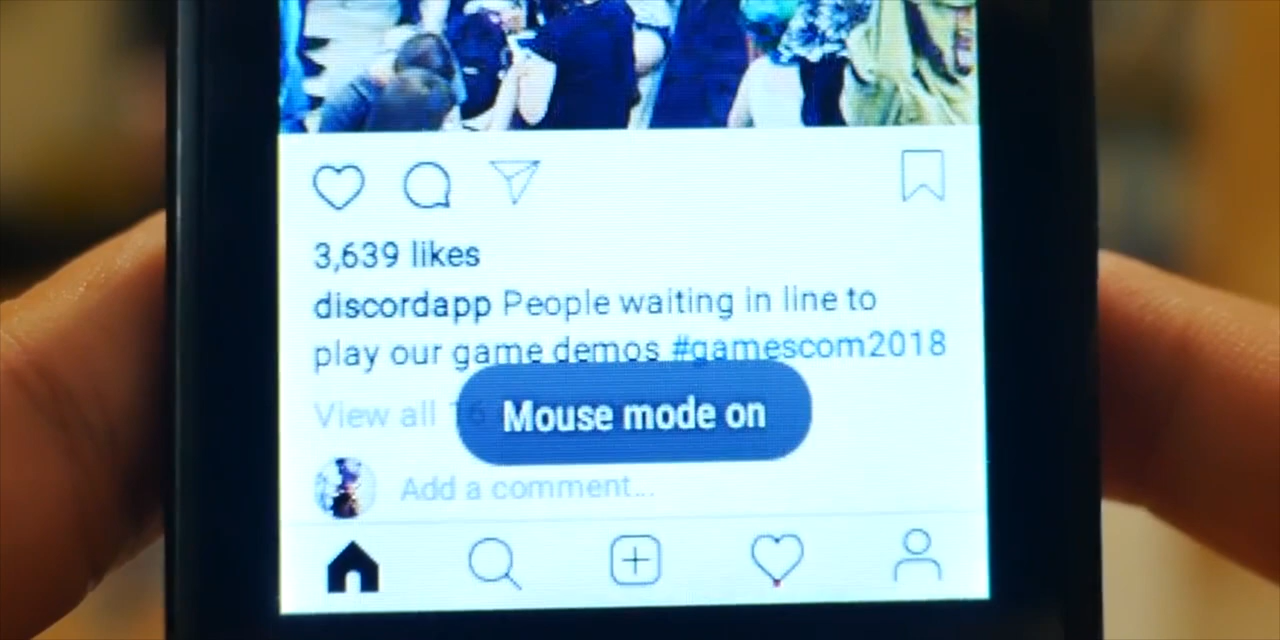 3,639 likes
discordapp People waiting in line to
play our game demos #gamescom2018
View all 16
Mouse mode on
Add a comment...